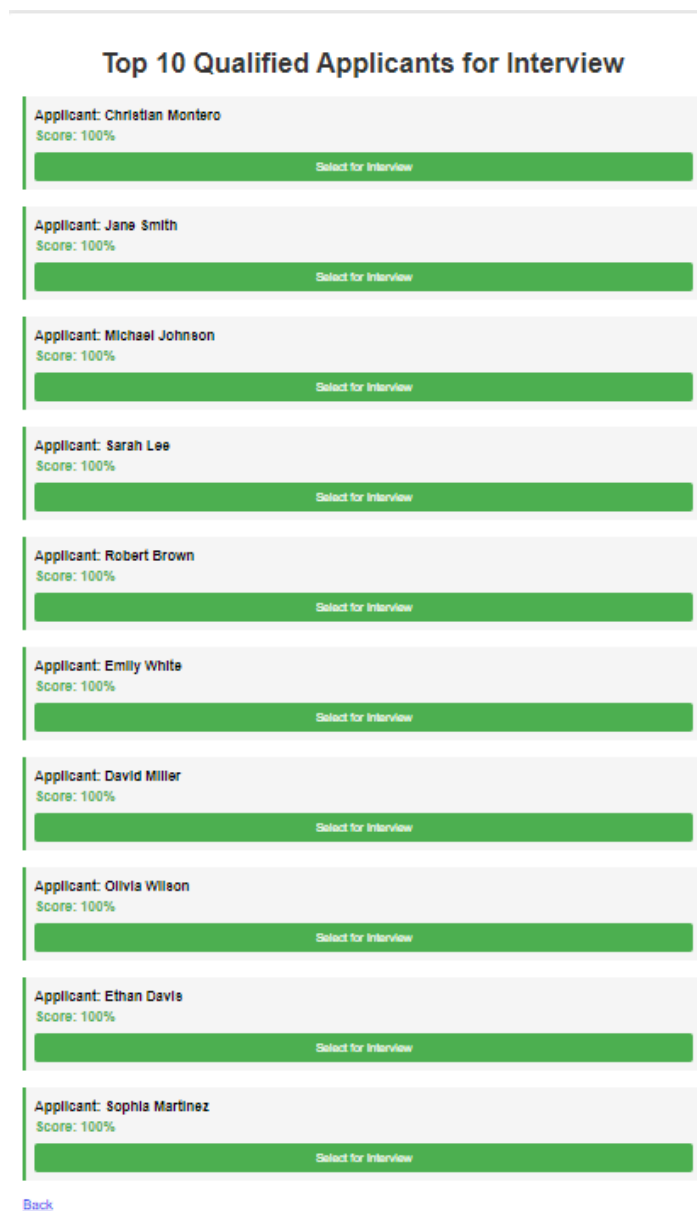 Top 10 Qualified Applicants for Interview
Applicant: Christian Montero
Score: 100%
Select for Interview
Applicant: Jane Smith
Score: 100%
Select for Interview
Applicant: Michael Johnson
Score: 100%
Select for Interview
Applicant: Sarah Lee
Score: 100%
Select for Interview
Applicant: Robert Brown
Score: 100%
Select for Interview
Applicant: Emily White
Score: 100%
Select for Interview
Applicant: David Miller
Score: 100%
Select for Interview
Applicant: Olivia Wilson
Score: 100%
Select for Interview
Applicant: Ethan Davis
Score: 100%
Select for Interview
Applicant: Sophia Martinez
Score: 100%
Select for Interview
Back